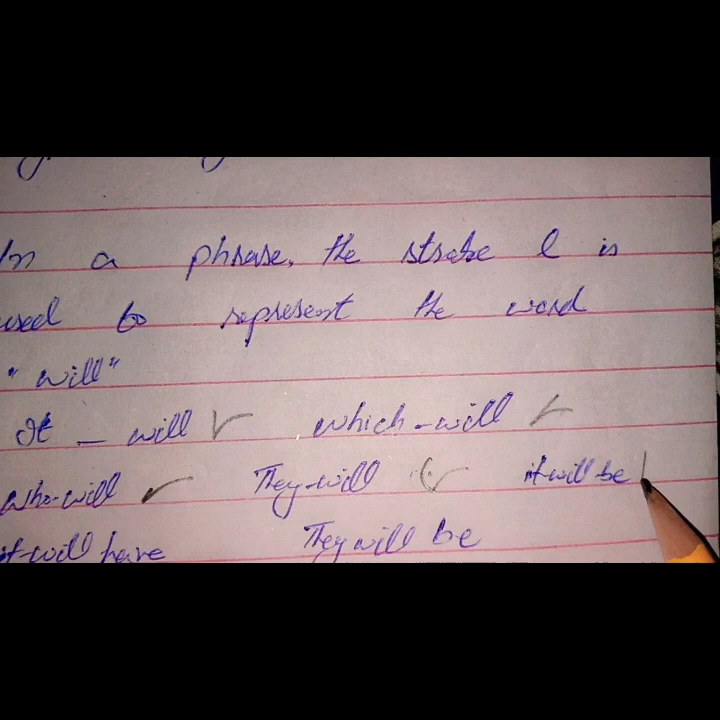 In a phrase, the stroke l is
used to represent the word
"will"
It - will which-will
who-will They-will it will be
it-will have They will be